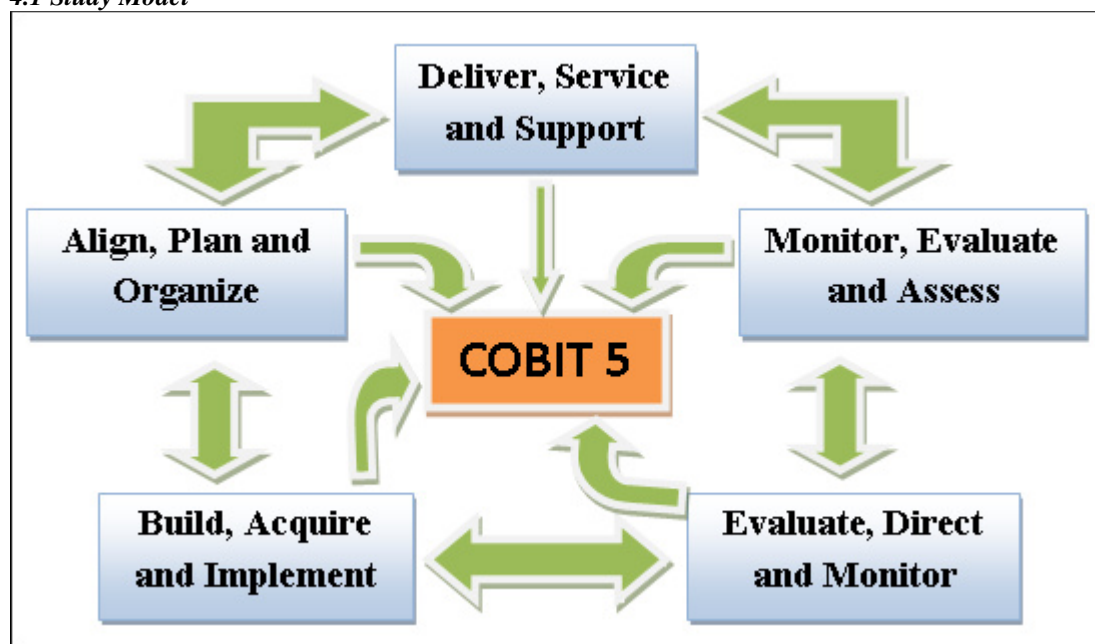 4.1 Study Model
Deliver, Service
and Support
Align, Plan and
Organize
Monitor, Evaluate
and Assess
COBIT 5
Build, Acquire
and Implement
Evaluate, Direct
and Monitor